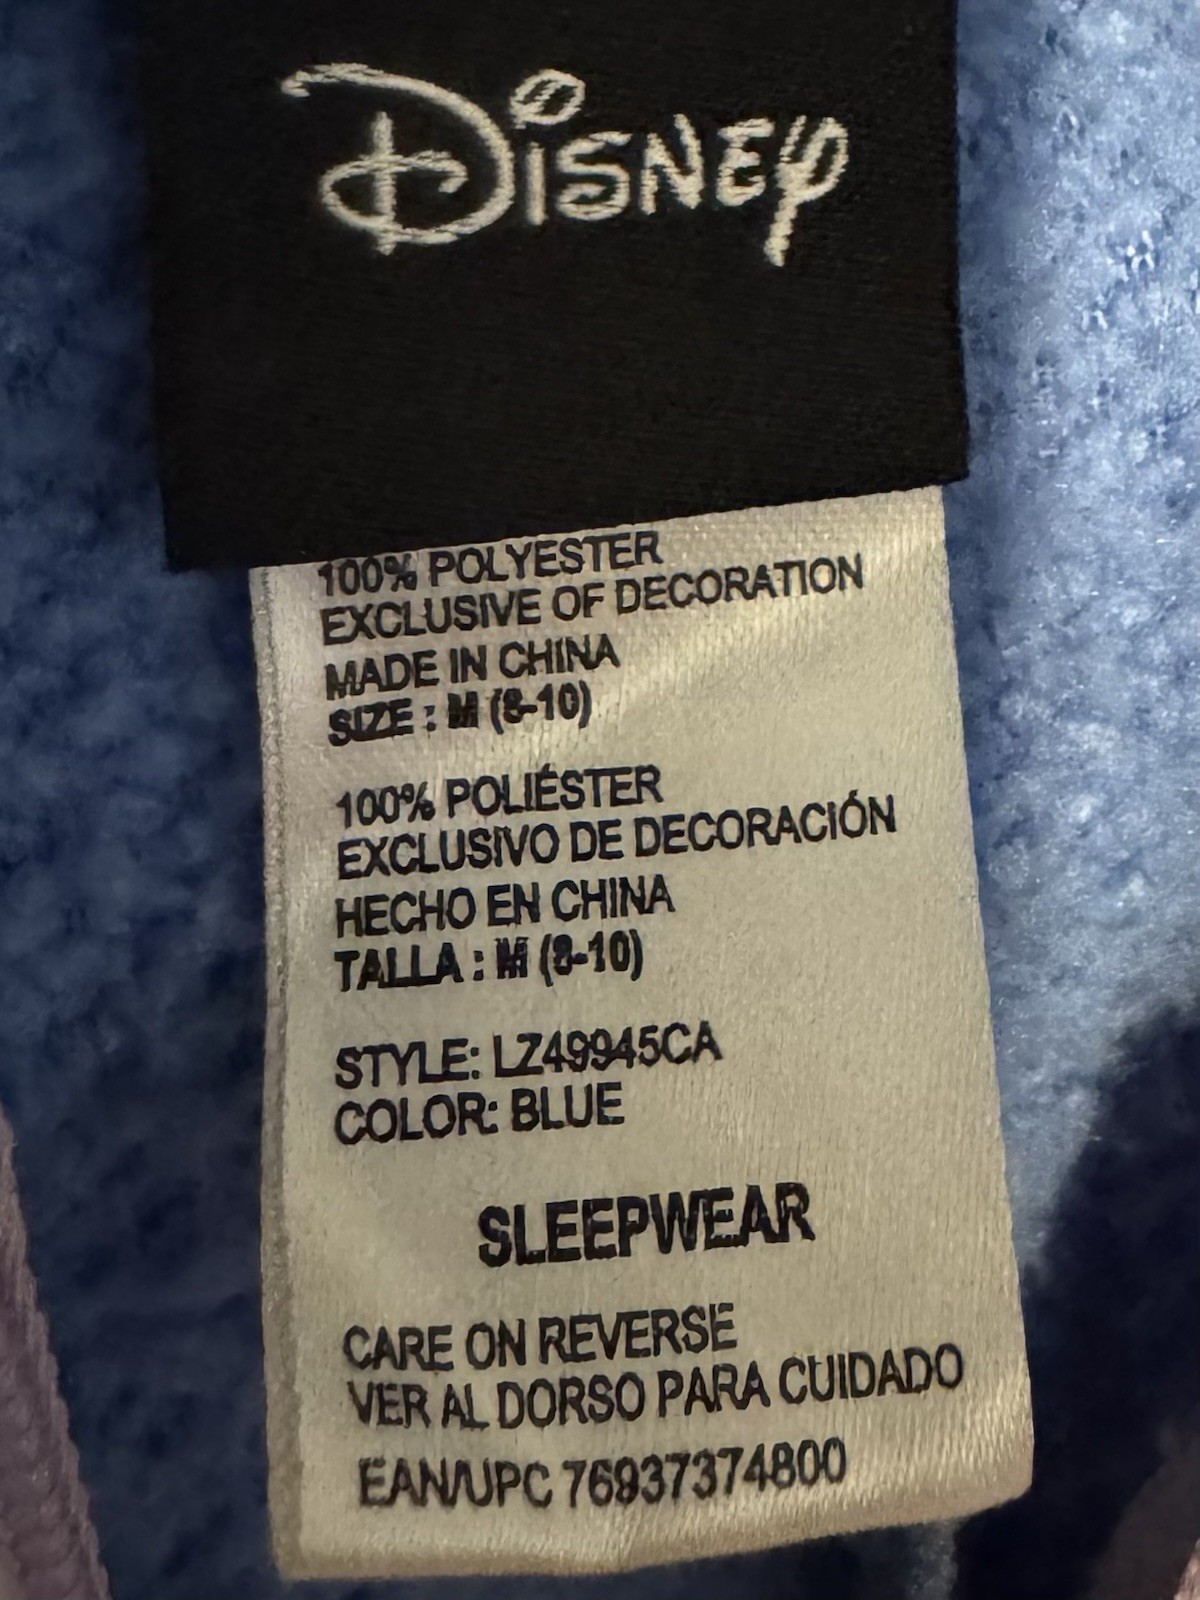 DISNEY
100% POLYESTER
EXCLUSIVE OF DECORATION
MADE IN CHINA
SIZE : M (8-10)
100% POLIÉSTER
EXCLUSIVO DE DECORACIÓN
HECHO EN CHINA
TALLA : M (8-10)
STYLE: LZ49945CA
COLOR: BLUE
SLEEPWEAR
CARE ON REVERSE
VER AL DORSO PARA CUIDADO
EAN/UPC 76937374800